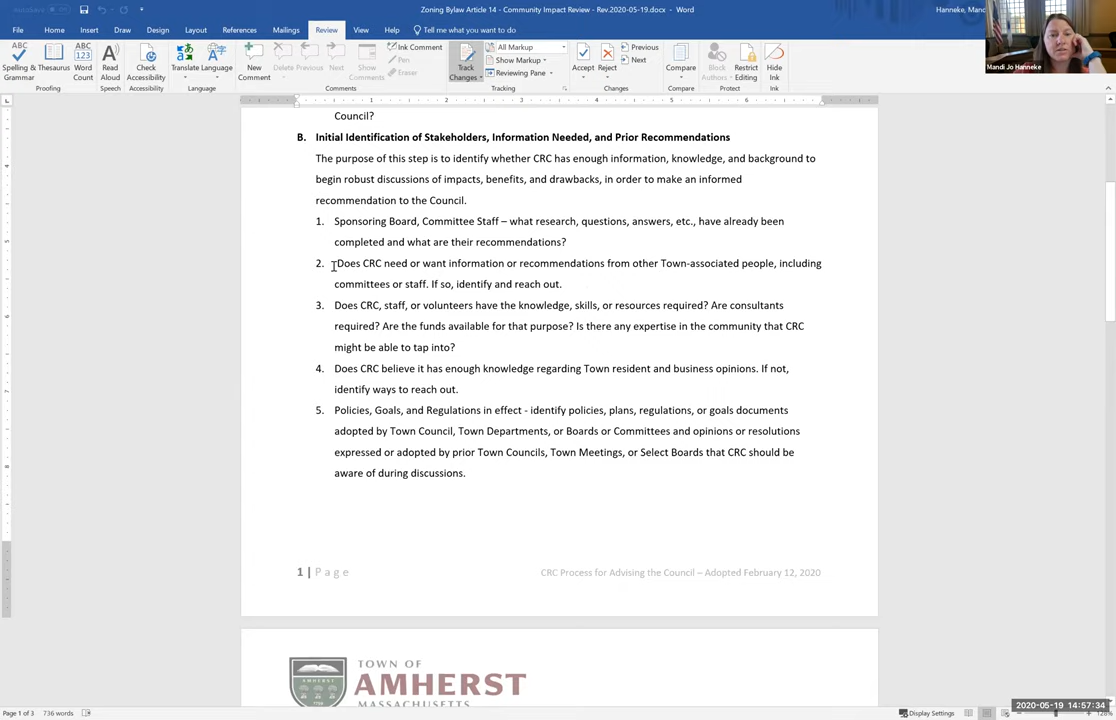 AutoSave Off
Zoning Bylaw Article 14 - Community Impact Review - Rev.2020-05-19.docx - Word
Hanneke, Mand
File Home Insert Draw Design Layout References Mailings Review View Help Tell me what you want to do
Spelling & Grammar
Thesaurus
Word Count
Proofing
Read Aloud
Speech
Check Accessibility
Accessibility
Translate
Language
Language
New Comment
Delete
Previous
Next
Show Comments
Ink Comment
Pen
Eraser
Comments
Track Changes
All Markup
Show Markup
Reviewing Pane
Tracking
Accept
Reject
Previous
Next
Changes
Compare
Compare
Block Authors
Restrict Editing
Protect
Hide Ink
Ink
Mandi Jo Hanneke
Council?
B. Initial Identification of Stakeholders, Information Needed, and Prior Recommendations
The purpose of this step is to identify whether CRC has enough information, knowledge, and background to
begin robust discussions of impacts, benefits, and drawbacks, in order to make an informed
recommendation to the Council.
1. Sponsoring Board, Committee Staff – what research, questions, answers, etc., have already been
completed and what are their recommendations?
2. Does CRC need or want information or recommendations from other Town-associated people, including
committees or staff. If so, identify and reach out.
3. Does CRC, staff, or volunteers have the knowledge, skills, or resources required? Are consultants
required? Are the funds available for that purpose? Is there any expertise in the community that CRC
might be able to tap into?
4. Does CRC believe it has enough knowledge regarding Town resident and business opinions. If not,
identify ways to reach out.
5. Policies, Goals, and Regulations in effect - identify policies, plans, regulations, or goals documents
adopted by Town Council, Town Departments, or Boards or Committees and opinions or resolutions
expressed or adopted by prior Town Councils, Town Meetings, or Select Boards that CRC should be
aware of during discussions.
1 | Page
CRC Process for Advising the Council – Adopted February 12, 2020
TOWN OF
AMHERST
MASSACHUSETTS
Page 1 of 3 736 words
Display Settings
2020-05-19 14:57:34